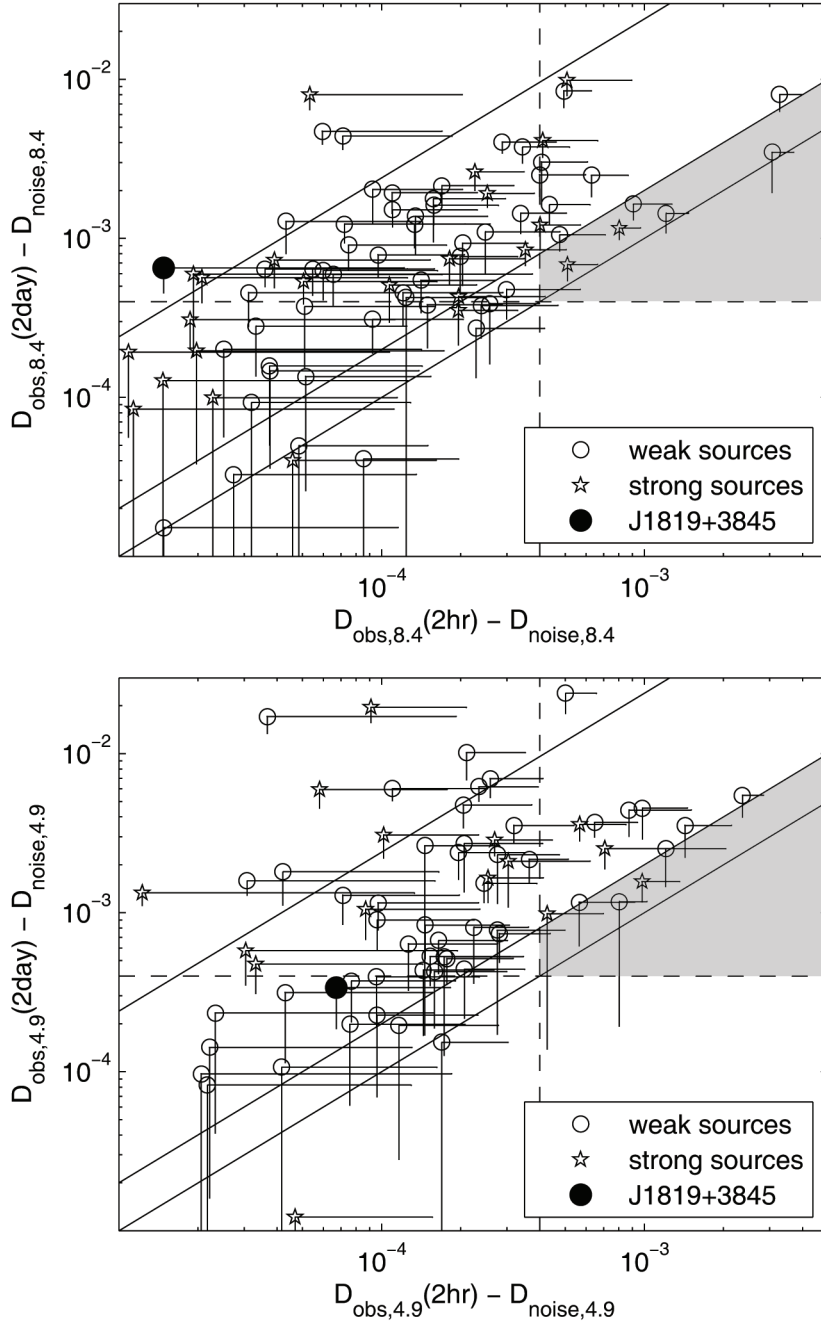 10⁻²
10⁻³
10⁻⁴
D_obs,8.4(2day) − D_noise,8.4
weak sources
strong sources
J1819+3845
10⁻⁴ 10⁻³
D_obs,8.4(2hr) − D_noise,8.4
10⁻²
10⁻³
10⁻⁴
D_obs,4.9(2day) − D_noise,4.9
weak sources
strong sources
J1819+3845
10⁻⁴ 10⁻³
D_obs,4.9(2hr) − D_noise,4.9